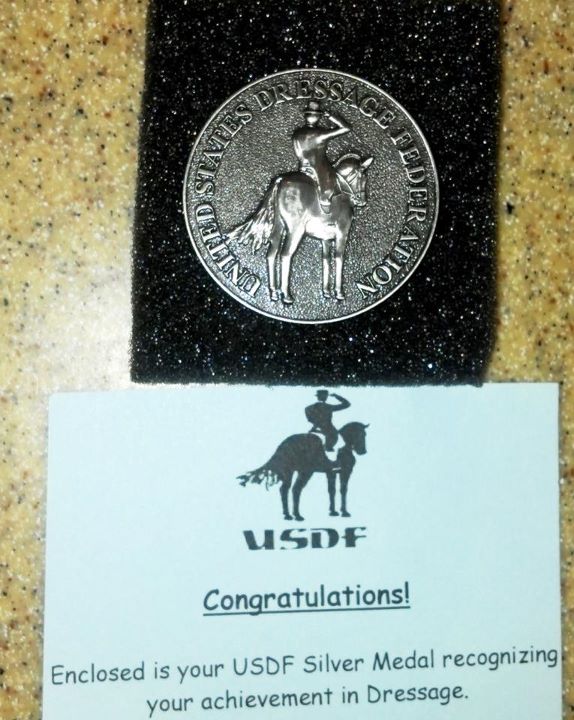 UNITED STATES DRESSAGE FEDERATION
USDF
Congratulations!
Enclosed is your USDF Silver Medal recognizing
your achievement in Dressage.